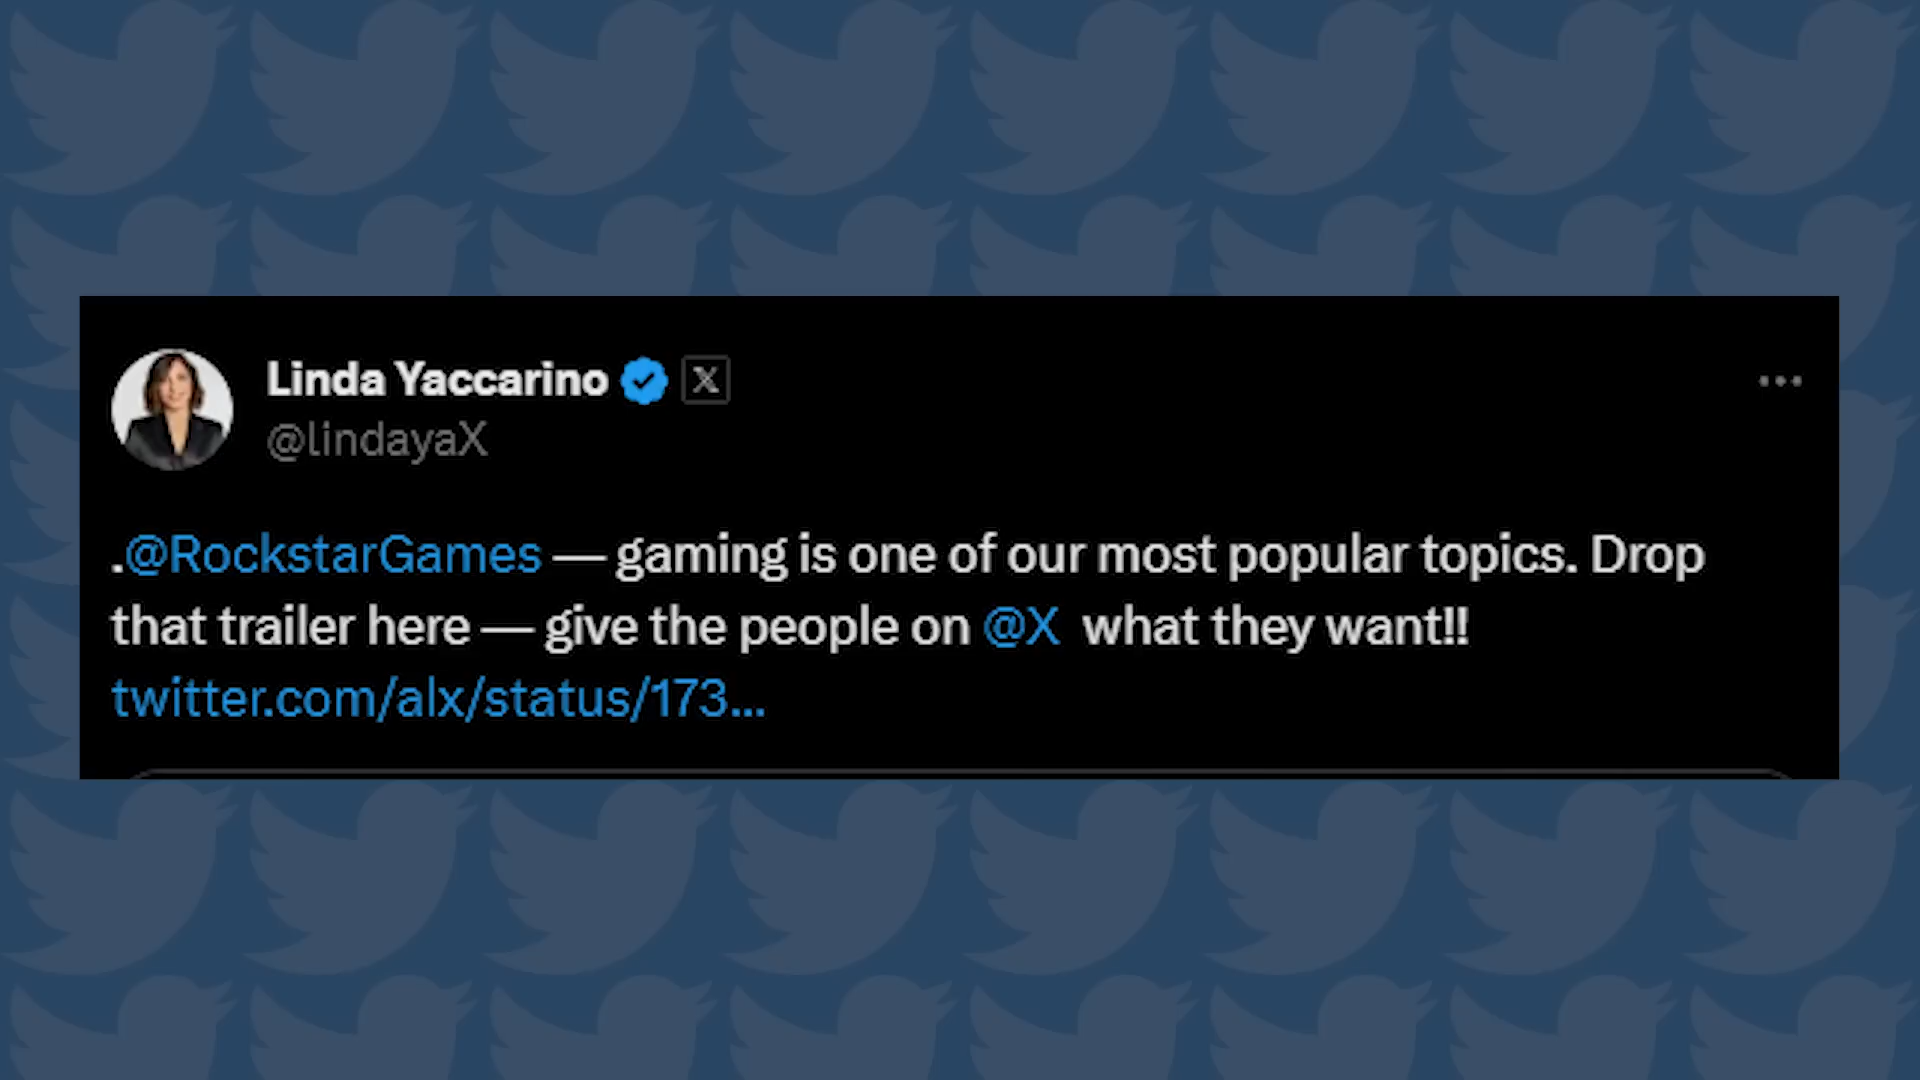 Linda Yaccarino X
@lindayaX
.@RockstarGames — gaming is one of our most popular topics. Drop
that trailer here — give the people on @X what they want!!
twitter.com/alx/status/173...